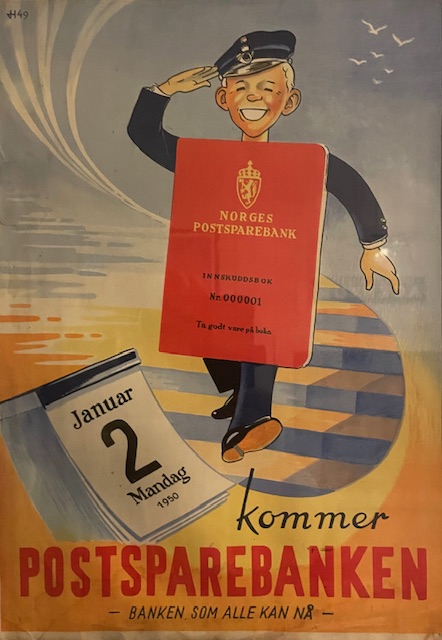 H49
NORGES
POSTSPAREBANK
INNSKUDDSBOK
Nr. 000001
Ta godt vare på boka
Januar
2
Mandag
1950
kommer
POSTSPAREBANKEN
– BANKEN SOM ALLE KAN NÅ –